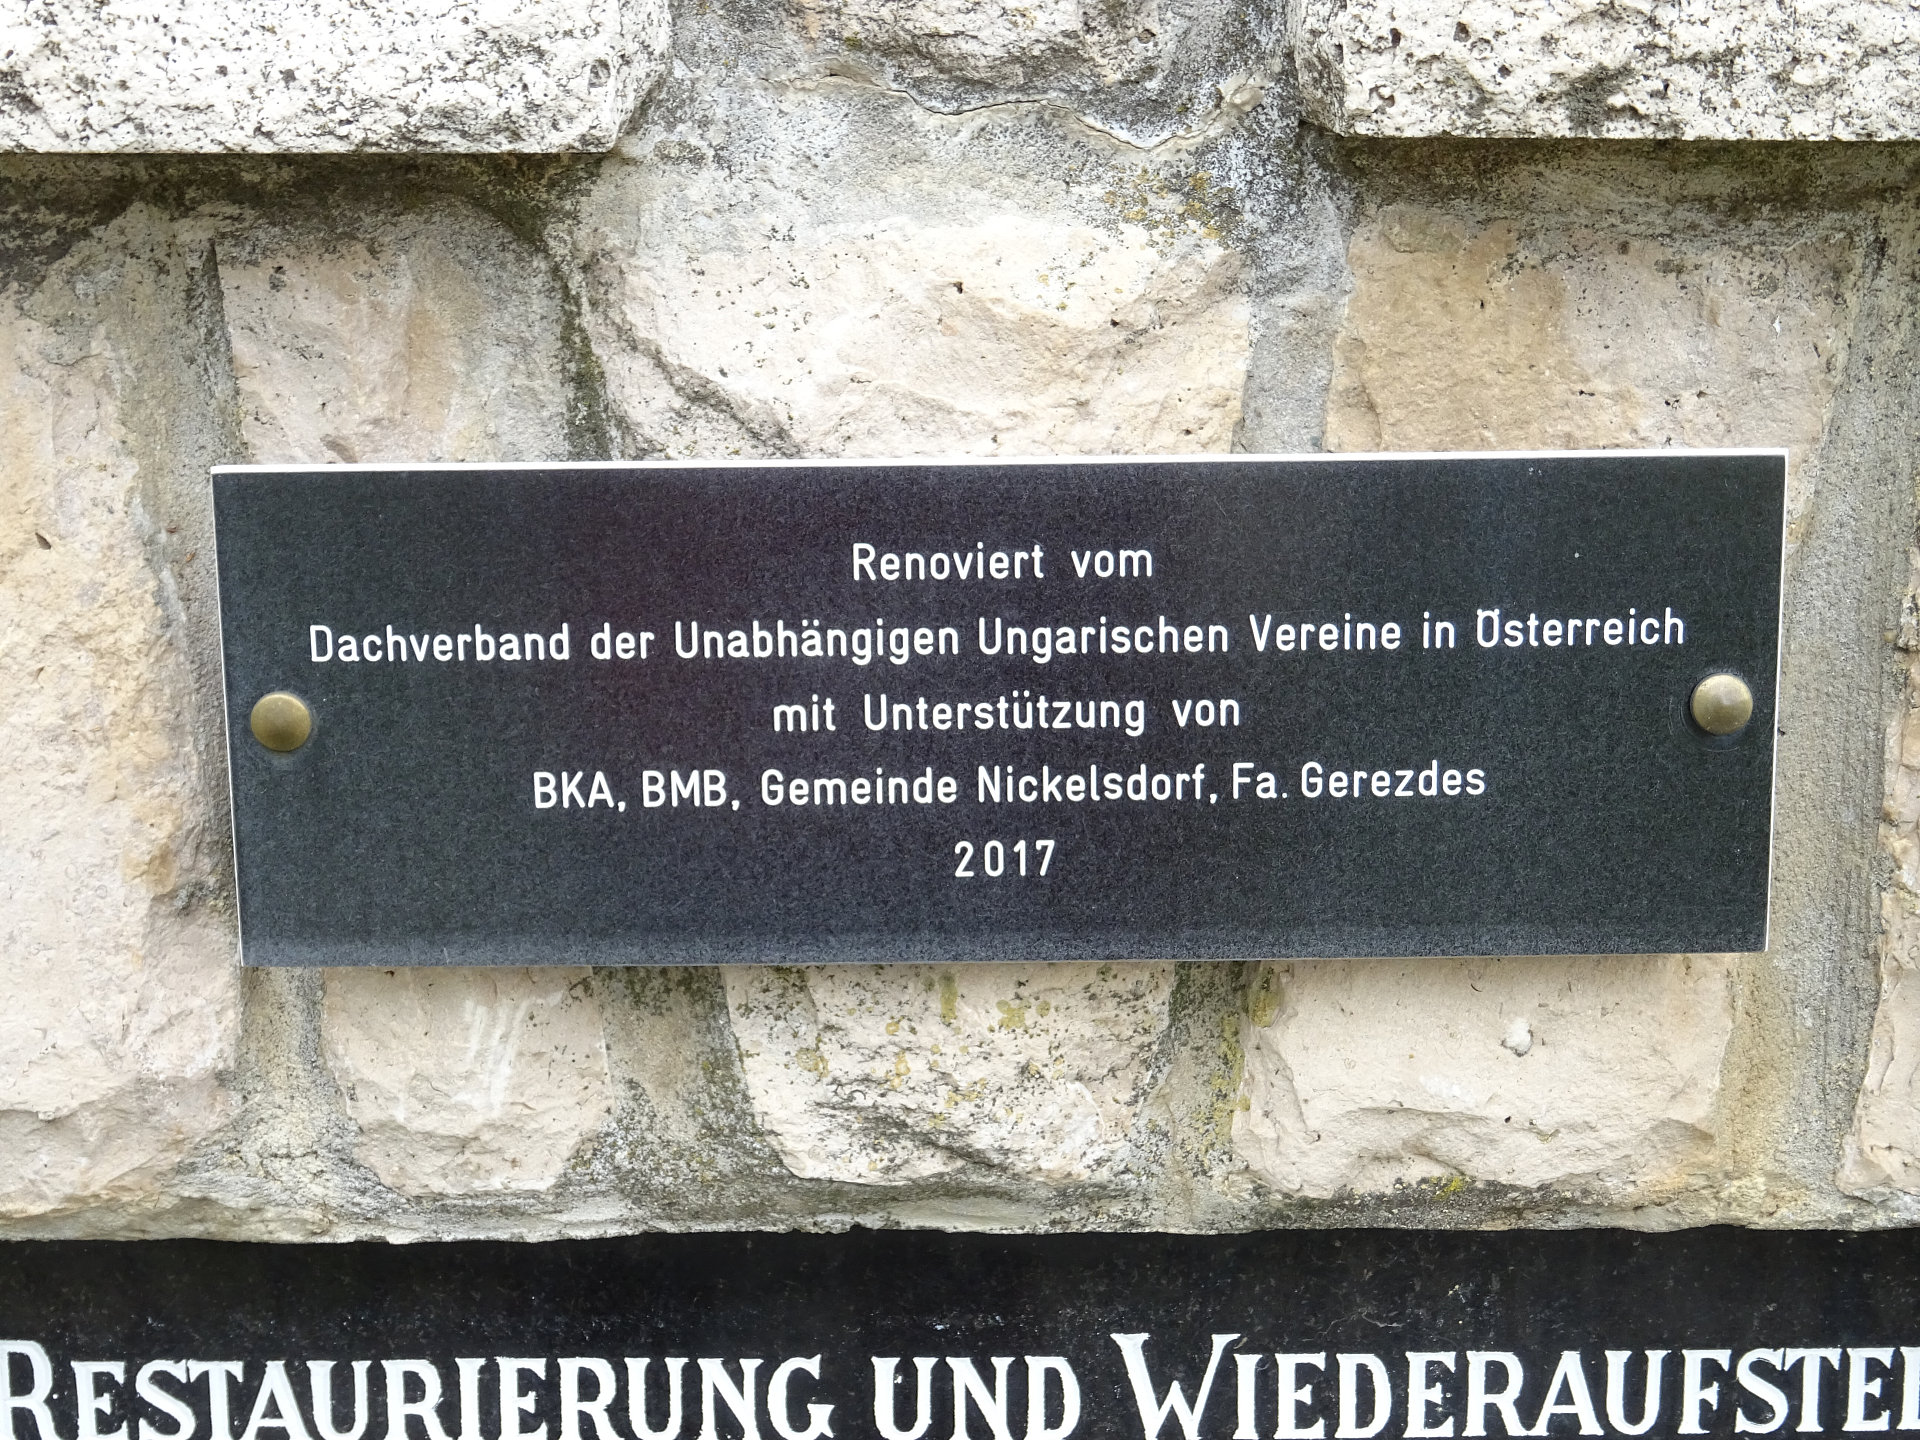 Renoviert vom
Dachverband der Unabhängigen Ungarischen Vereine in Österreich
mit Unterstützung von
BKA, BMB, Gemeinde Nickelsdorf, Fa. Gerezdes
2017
RESTAURIERUNG UND